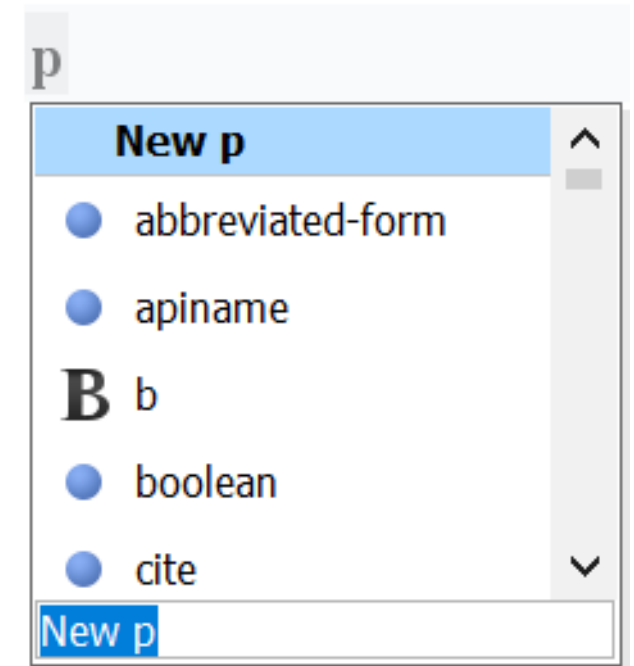 p
New p
abbreviated-form
apiname
B b
boolean
cite
New p